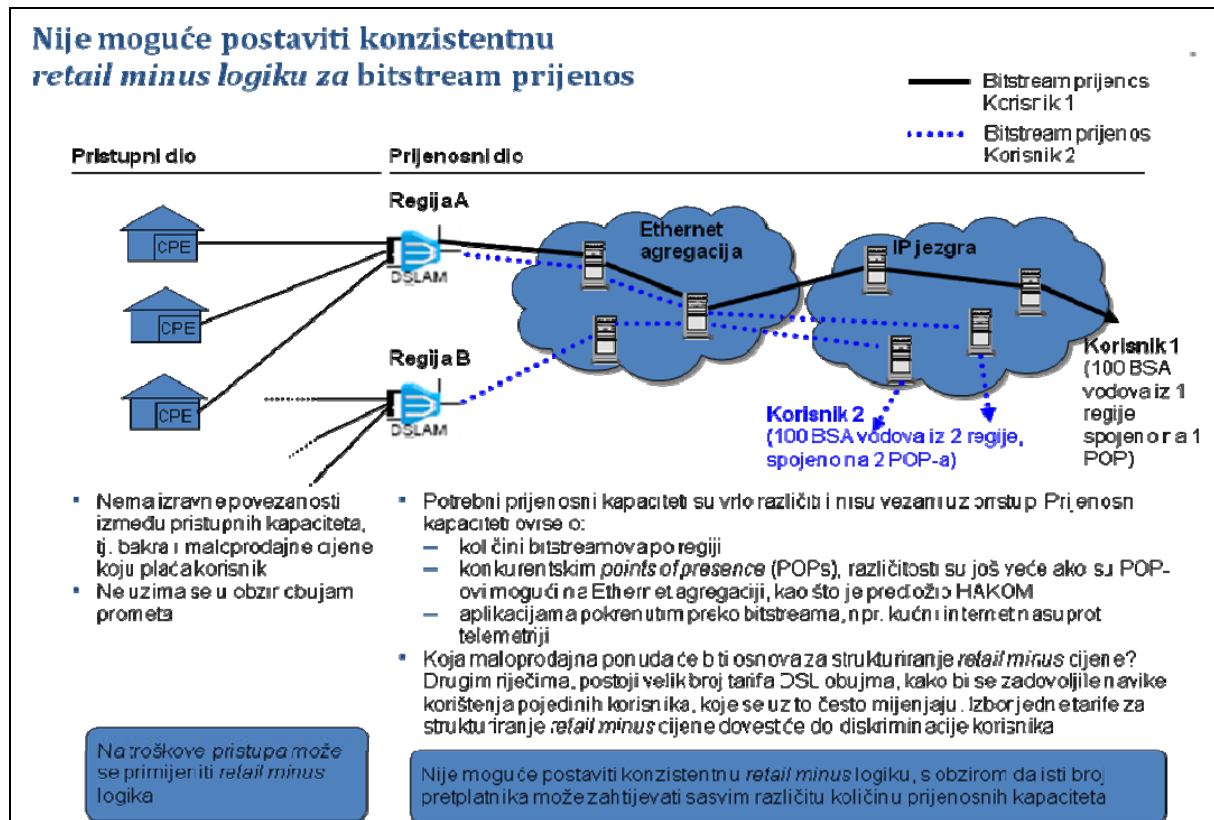 Nije moguće postaviti konzistentnu
retail minus logiku za bitstream prijenos
Bitstream prijenos
Korisnik 1
Bitstream prijenos
Korisnik 2
Pristupni dio
Prijenosni dio
Regija A
Ethernet
agregacija
IP jezgra
CPE
DSLAM
CPE
Regija B
CPE
DSLAM
Korisnik 1
(100 BSA
vodova iz 1
regije
spojeno na 1
POP)
Korisnik 2
(100 BSA vodova iz 2 regije,
spojeno na 2 POP-a)
▪ Nema izravne povezanosti
između pristupnih kapaciteta,
tj. bakra i maloprodajne cijene
koju plaća korisnik
▪ Ne uzima se u obzir obujam
prometa
▪ Potrebni prijenosni kapaciteti su vrlo različiti i nisu vezani uz pristup. Prijenosni
kapaciteti ovise o:
– količini bitstreamova po regiji
– konkurentskim points of presence (POPs), različitosti su još veće ako su POP-
ovi mogući na Ethernet agregaciji, kao što je predložio HAKOM
– aplikacijama pokrenutim preko bitstreama, npr. kućni internet nasuprot
telemetriji
▪ Koja maloprodajna ponuda će biti osnova za strukturiranje retail minus cijene?
Drugim riječima, postoji velik broj tarifa DSL obujma, kako bi se zadovoljile navike
korištenja pojedinih korisnika, koje se uz to često mijenjaju. Izbor jedne tarife za
strukturiranje retail minus cijene dovest će do diskriminacije korisnika
Na troškove pristupa može
se primijeniti retail minus
logika
Nije moguće postaviti konzistentnu retail minus logiku, s obzirom da isti broj
pretplatnika može zahtijevati sasvim različitu količinu prijenosnih kapaciteta